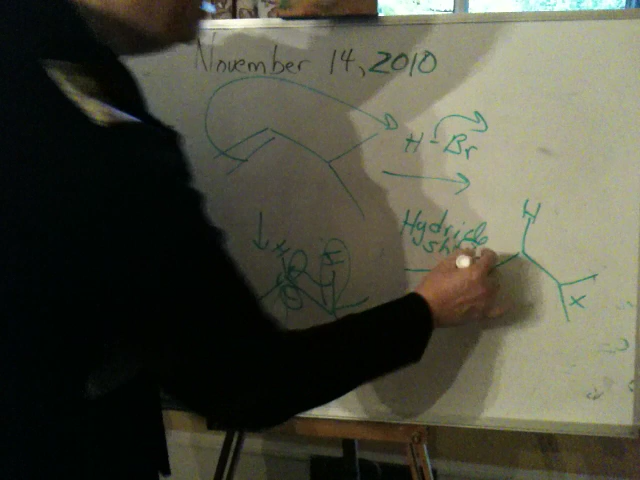 November 14, 2010
H-Br
Hydride
shift
H
+
H
X